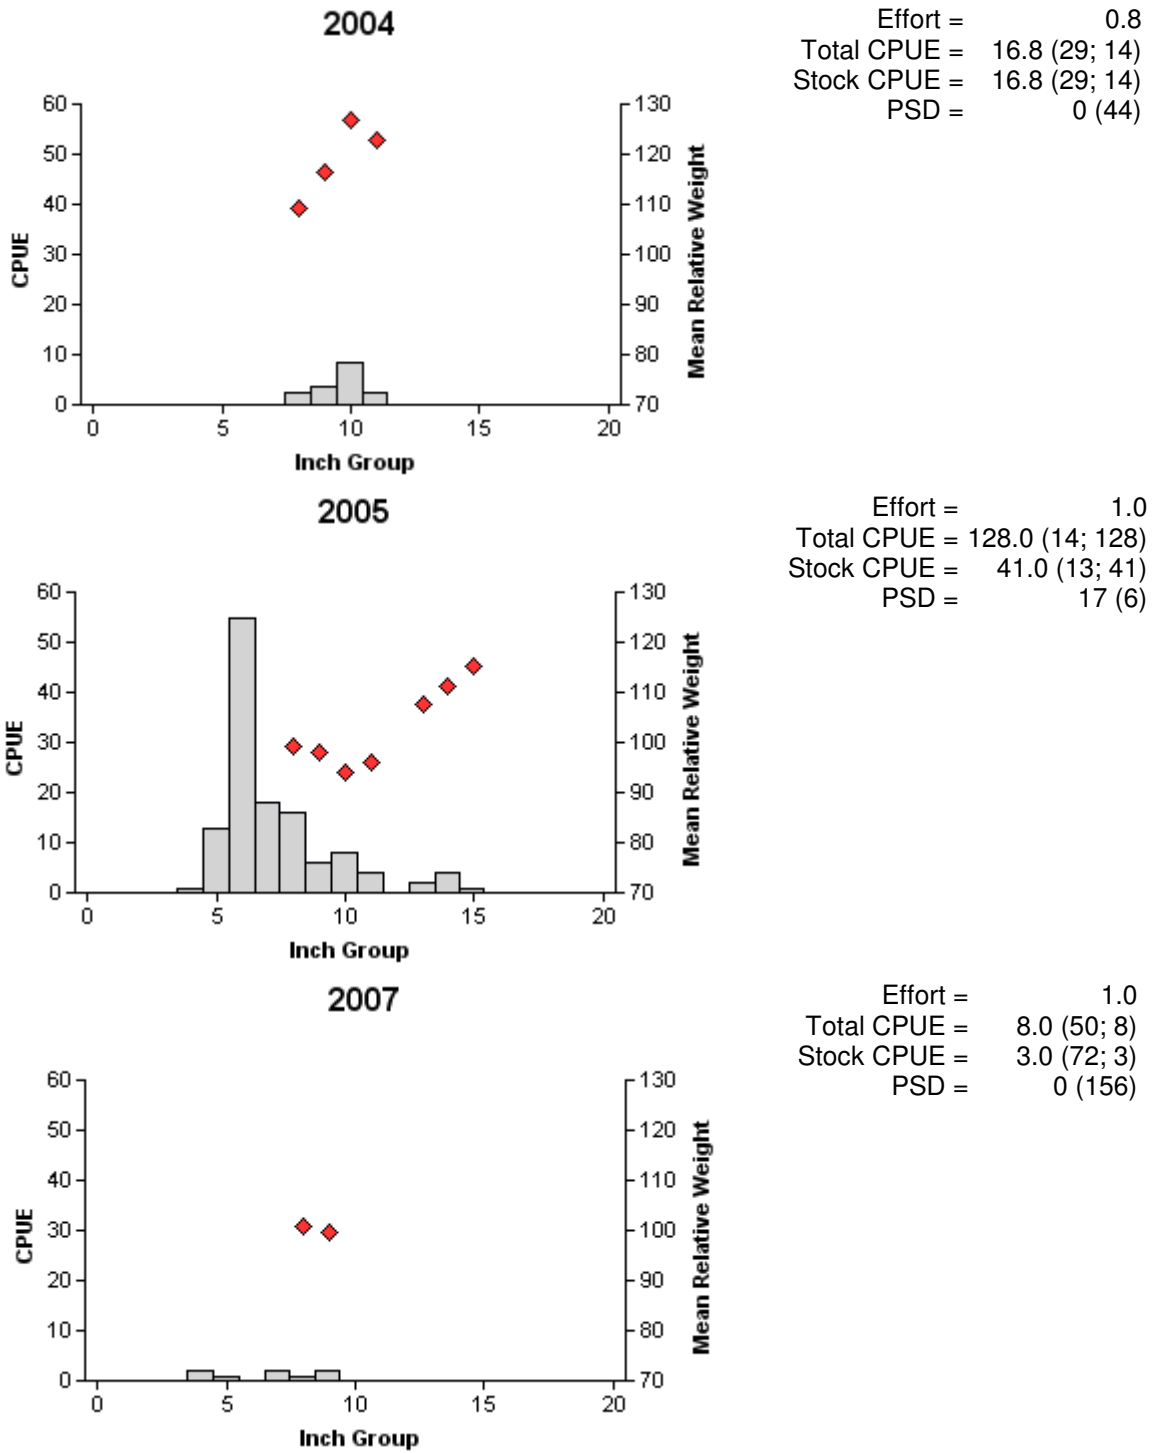 2004
Effort = 0.8
Total CPUE = 16.8 (29; 14)
Stock CPUE = 16.8 (29; 14)
PSD = 0 (44)
60
50
40
30
20
10
0
CPUE
130
120
110
100
90
80
70
Mean Relative Weight
0 5 10 15 20
Inch Group
2005
Effort = 1.0
Total CPUE = 128.0 (14; 128)
Stock CPUE = 41.0 (13; 41)
PSD = 17 (6)
60
50
40
30
20
10
0
CPUE
130
120
110
100
90
80
70
Mean Relative Weight
0 5 10 15 20
Inch Group
2007
Effort = 1.0
Total CPUE = 8.0 (50; 8)
Stock CPUE = 3.0 (72; 3)
PSD = 0 (156)
60
50
40
30
20
10
0
CPUE
130
120
110
100
90
80
70
Mean Relative Weight
0 5 10 15 20
Inch Group